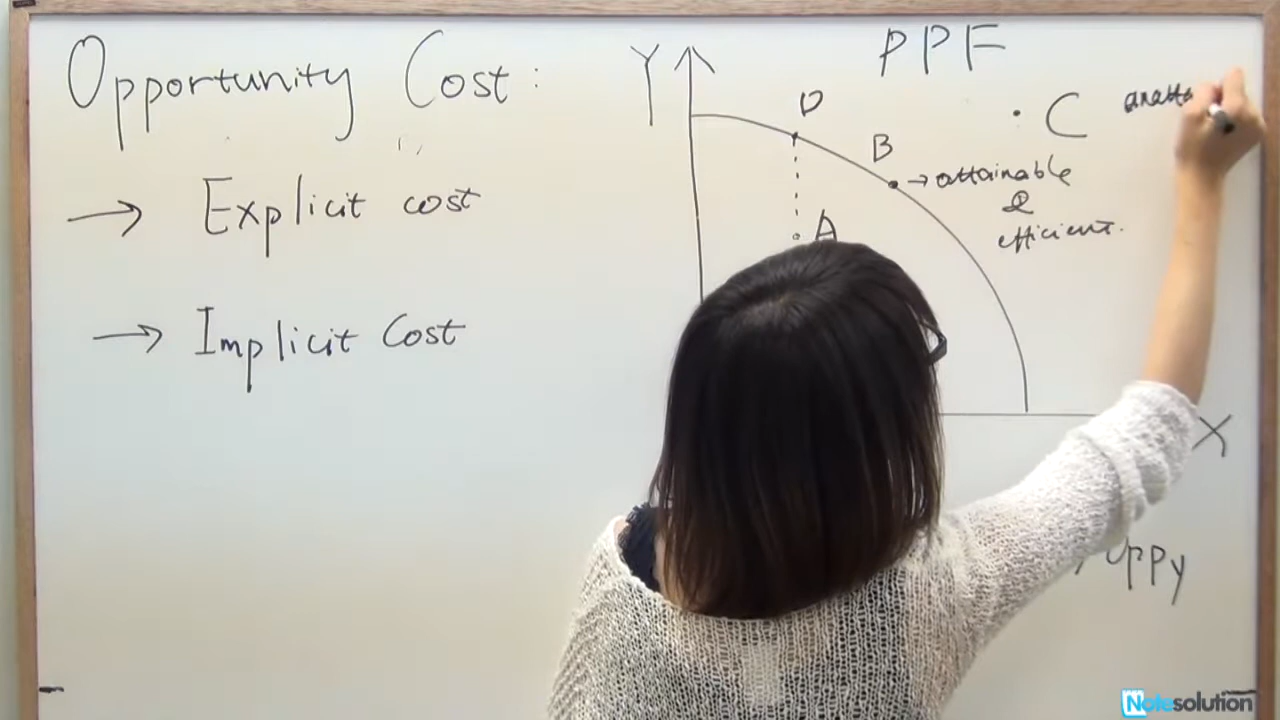 Opportunity Cost:
→ Explicit cost
→ Implicit Cost
PPF
Y
D
B
• C
→ attainable
&
efficient.
A
X
Notesolution